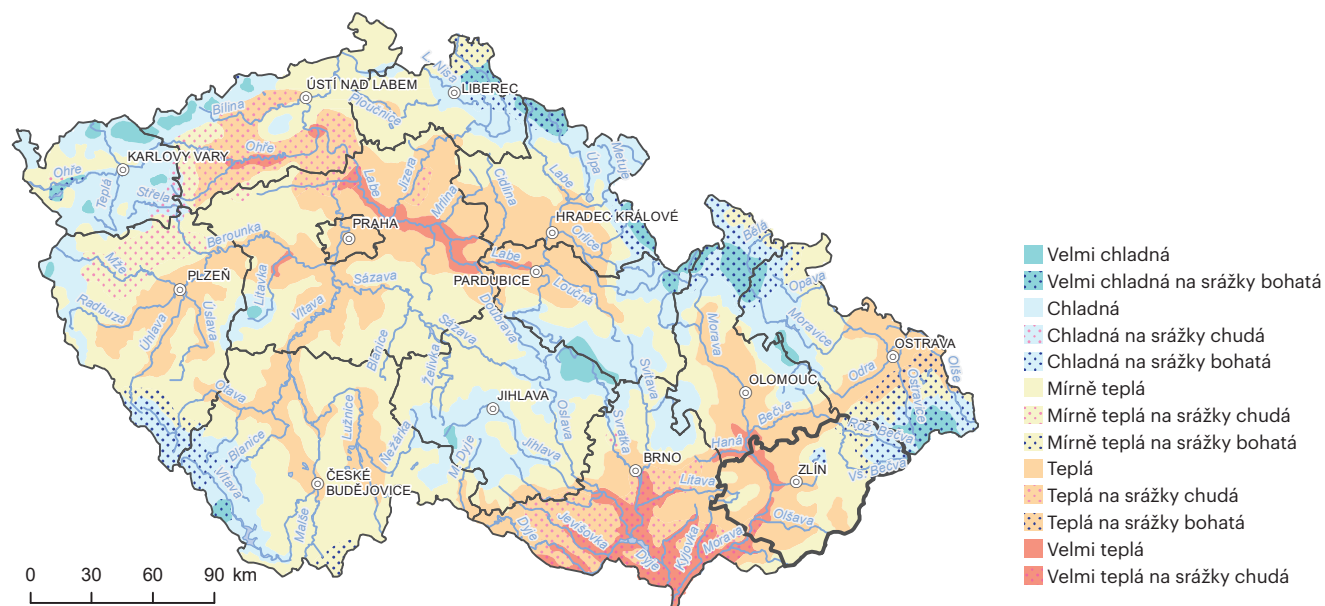 ÚSTÍ NAD LABEM
L. Nisa
LIBEREC
Bílina
Ploučnice
KARLOVY VARY
Ohře
Ohře
Teplá
Střela
Labe
Jizera
Mrlina
Cidlina
Labe
Úpa
Metuje
PRAHA
HRADEC KRÁLOVÉ
Orlice
Berounka
Mže
PLZEŇ
Radbuza
Úhlava
Úslava
Litavka
Vltava
Sázava
Labe
PARDUBICE
Loučná
Doubrava
Sázava
Želivka
Blanice
Opava
Moravice
Morava
OSTRAVA
Odra
Ostravice
Olše
OLOMOUC
Bečva
Rož. Bečva
Vs. Bečva
Svitava
Svratka
JIHLAVA
Oslava
Jihlava
M. Dyje
Otava
Lužnice
Nežárka
Blanice
Vltava
ČESKÉ
BUDĚJOVICE
Malše
Haná
BRNO
Litava
ZLÍN
Olšava
Dyje
Jevišovka
Dyje
Kyjovka
Morava
0 30 60 90 km
Velmi chladná
Velmi chladná na srážky bohatá
Chladná
Chladná na srážky chudá
Chladná na srážky bohatá
Mírně teplá
Mírně teplá na srážky chudá
Mírně teplá na srážky bohatá
Teplá
Teplá na srážky chudá
Teplá na srážky bohatá
Velmi teplá
Velmi teplá na srážky chudá